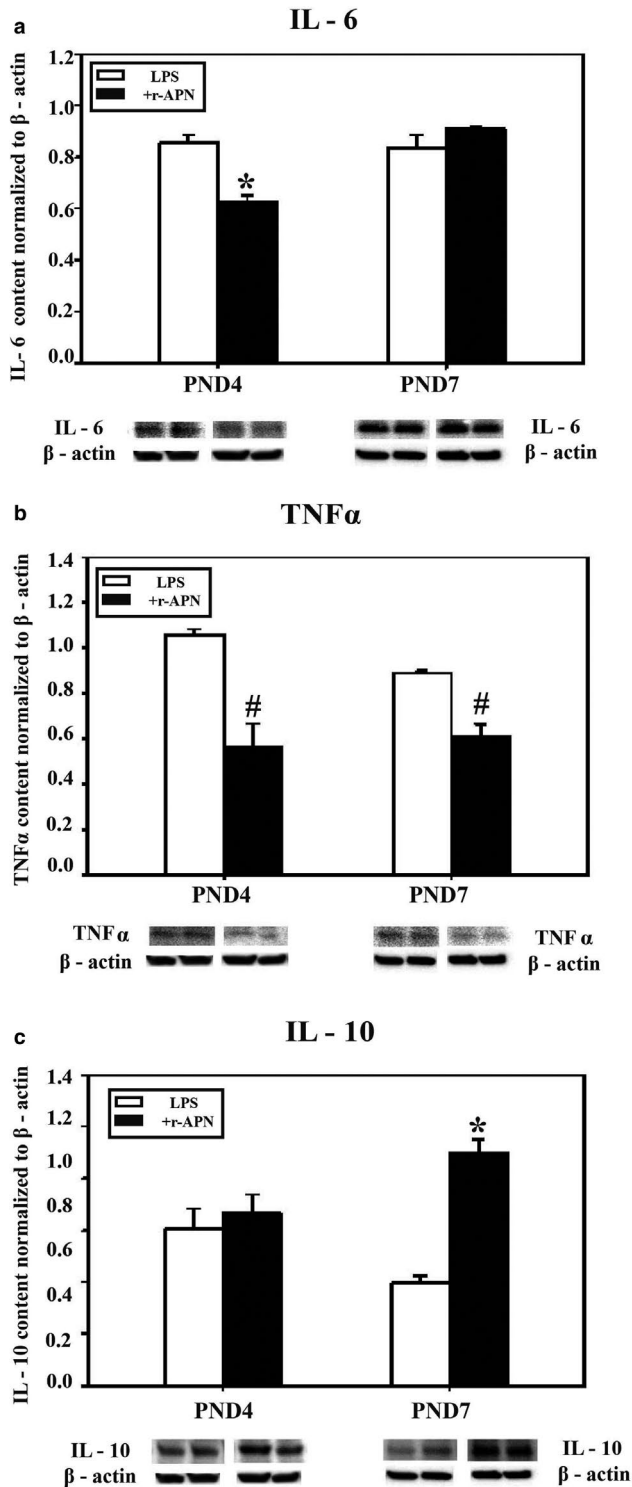 a
IL - 6
IL- 6 content normalized to β - actin
1.2
1.0
0.8
0.6
0.4
0.2
0.0
LPS
+r-APN
*
PND4 PND7
IL - 6 IL - 6
β - actin β - actin
b
TNFα
TNFα content normalized to β - actin
1.4
1.2
1.0
0.8
0.6
0.4
0.2
0.0
LPS
+r-APN
# #
PND4 PND7
TNF α TNF α
β - actin β - actin
c
IL - 10
IL - 10 content normalized to β - actin
1.4
1.2
1.0
0.8
0.6
0.4
0.2
0.0
LPS
+r-APN
*
PND4 PND7
IL - 10 IL - 10
β - actin β - actin